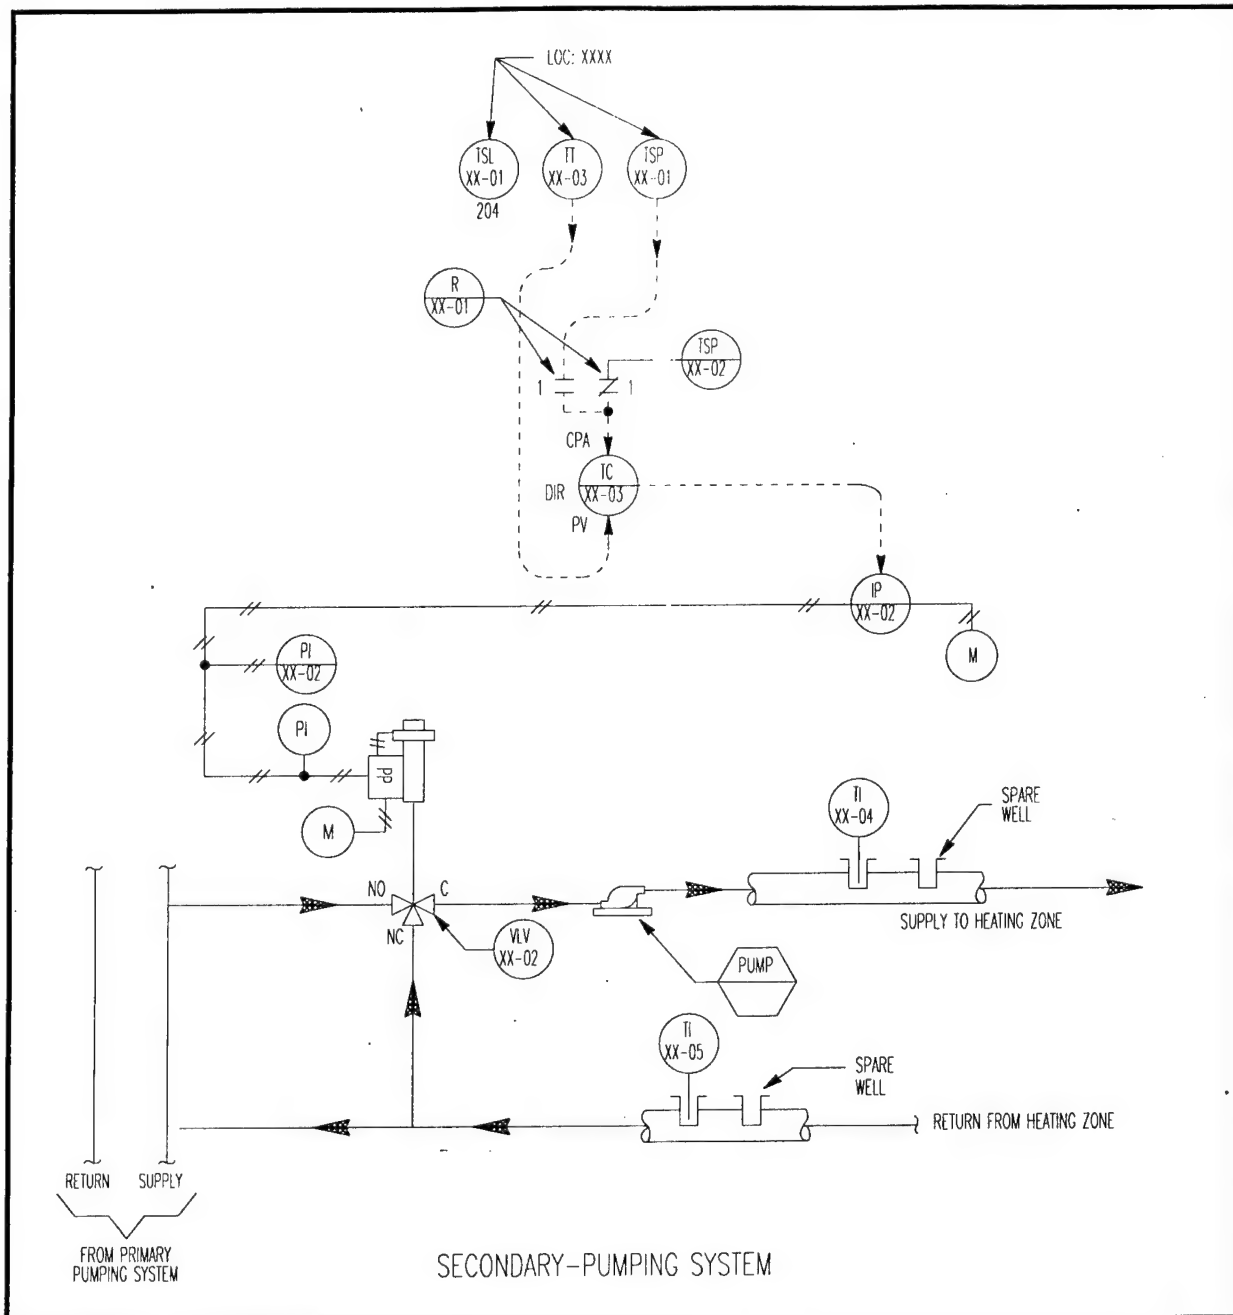 LOC: XXXX
TSL
XX-01
204
TT
XX-03
TSP
XX-01
R
XX-01
TSP
XX-02
1
1
CPA
TC
XX-03
DIR
PV
IP
XX-02
M
PI
XX-02
PI
PP
M
TI
XX-04
SPARE
WELL
NO
C
NC
VLV
XX-02
SUPPLY TO HEATING ZONE
PUMP
TI
XX-05
SPARE
WELL
RETURN FROM HEATING ZONE
RETURN
SUPPLY
FROM PRIMARY
PUMPING SYSTEM
SECONDARY-PUMPING SYSTEM